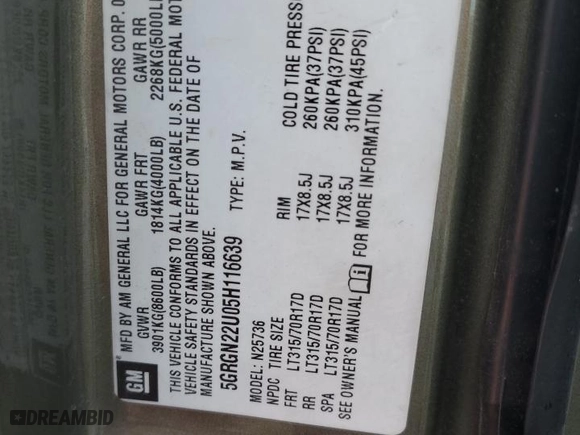 GM
MFD BY AM GENERAL LLC FOR GENERAL MOTORS CORP.
GVWR GAWR FRT GAWR RR
3901KG(8600LB) 1814KG(4000LB) 2268KG(5000LB
THIS VEHICLE CONFORMS TO ALL APPLICABLE U.S. FEDERAL MOT
VEHICLE SAFETY STANDARDS IN EFFECT ON THE DATE OF
MANUFACTURE SHOWN ABOVE.
5GRGN22U05H116639 TYPE: M.P.V.
MODEL: N25736
NPDC TIRE SIZE RIM COLD TIRE PRESS
FRT LT315/70R17D 17X8.5J 260KPA(37PSI)
RR LT315/70R17D 17X8.5J 260KPA(37PSI)
SPA LT315/70R17D 17X8.5J 310KPA(45PSI)
SEE OWNER'S MANUAL FOR MORE INFORMATION
DREAMBID